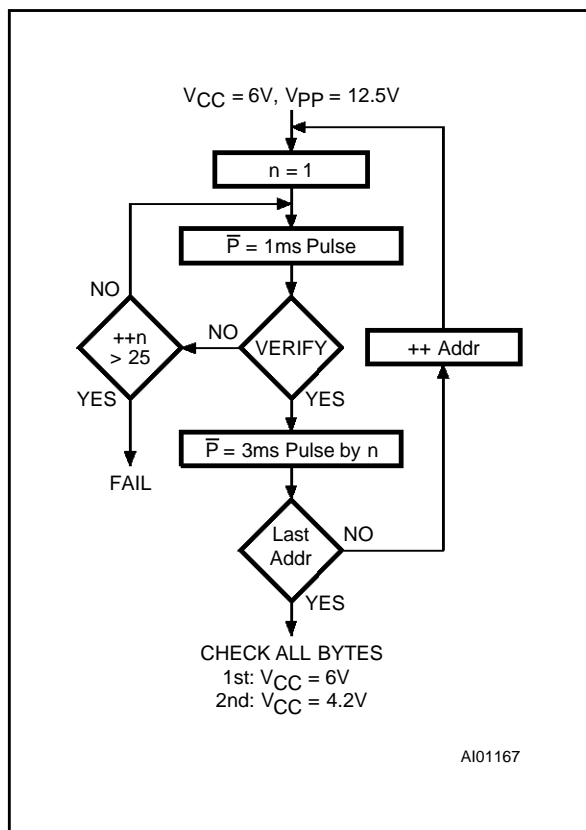 VCC = 6V, VPP = 12.5V
n = 1
P̅ = 1ms Pulse
NO
++n
> 25
NO
VERIFY
++ Addr
YES
YES
P̅ = 3ms Pulse by n
FAIL
Last
Addr
NO
YES
CHECK ALL BYTES
1st: VCC = 6V
2nd: VCC = 4.2V
AI01167